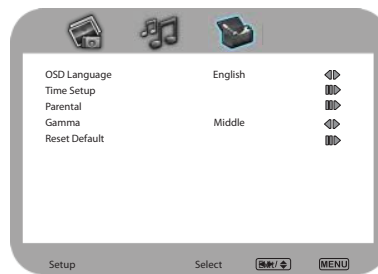 OSD Language English
Time Setup
Parental
Gamma Middle
Reset Default
Setup Select MENU